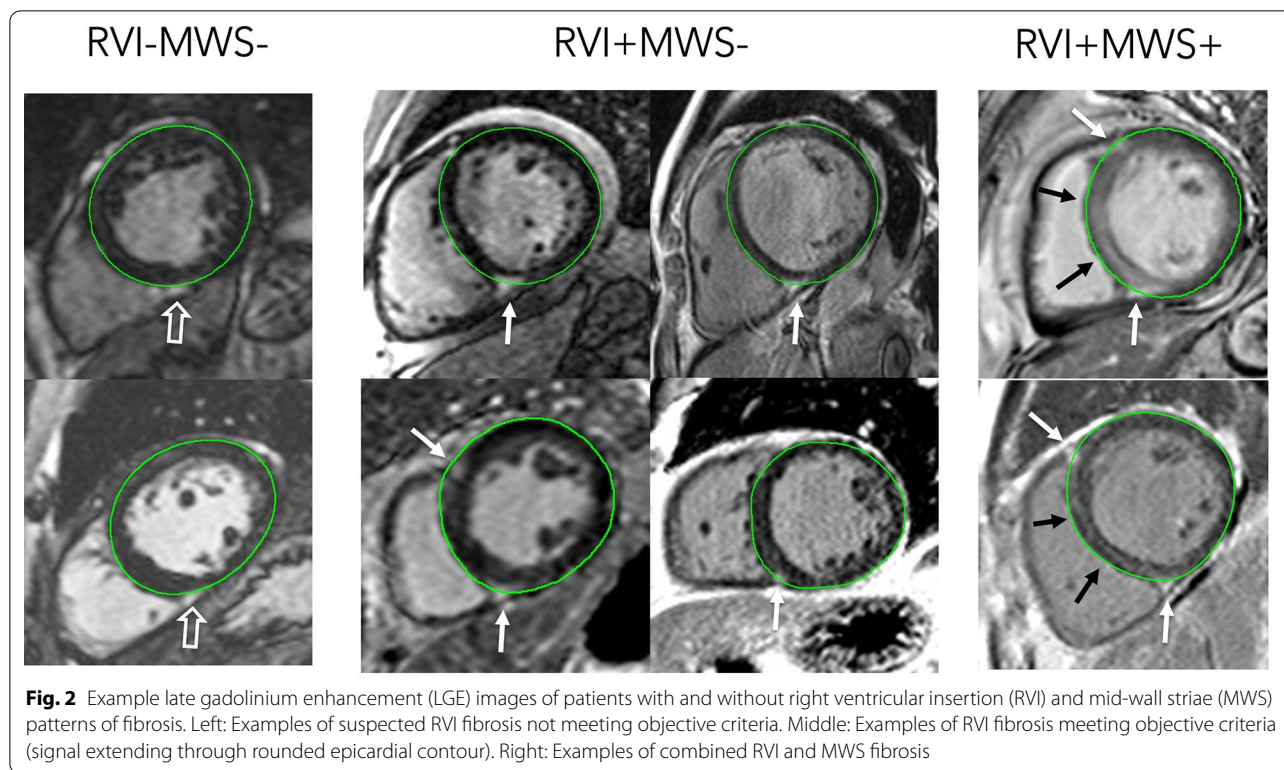 RVI-MWS-
RVI+MWS-
RVI+MWS+
Fig. 2 Example late gadolinium enhancement (LGE) images of patients with and without right ventricular insertion (RVI) and mid-wall striae (MWS)
patterns of fibrosis. Left: Examples of suspected RVI fibrosis not meeting objective criteria. Middle: Examples of RVI fibrosis meeting objective criteria
(signal extending through rounded epicardial contour). Right: Examples of combined RVI and MWS fibrosis